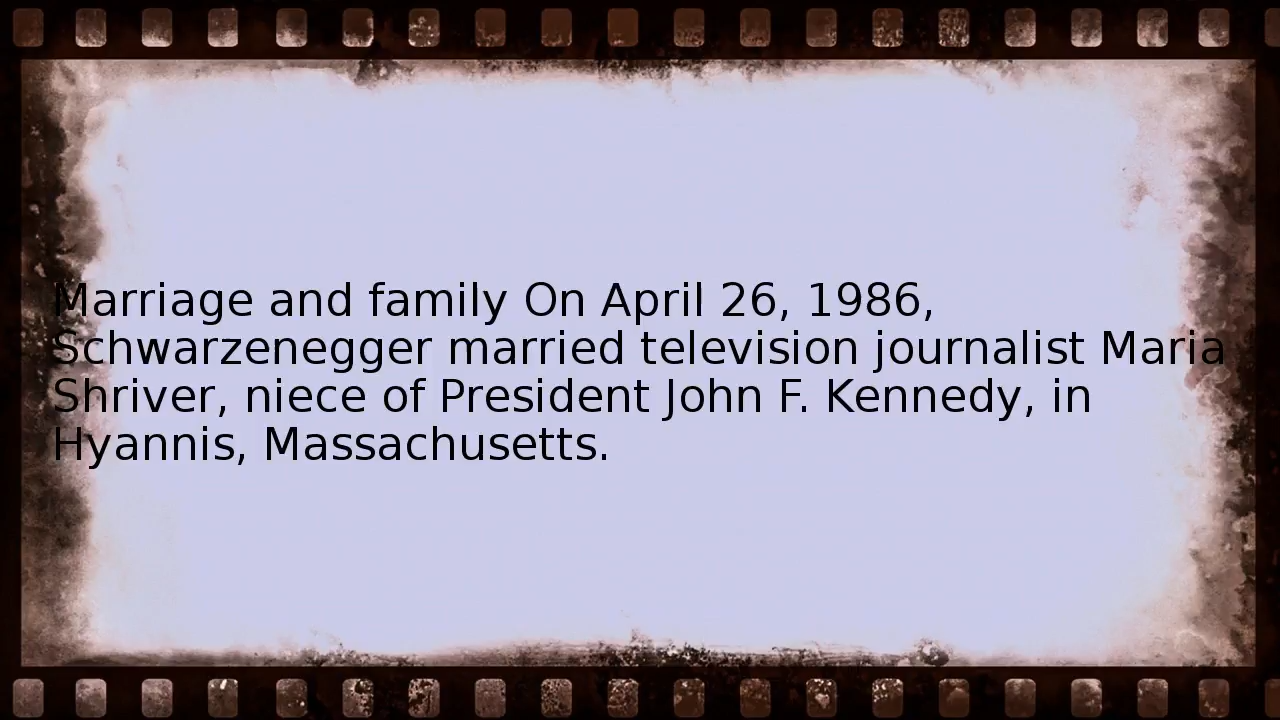 Marriage and family On April 26, 1986,
Schwarzenegger married television journalist Maria
Shriver, niece of President John F. Kennedy, in
Hyannis, Massachusetts.